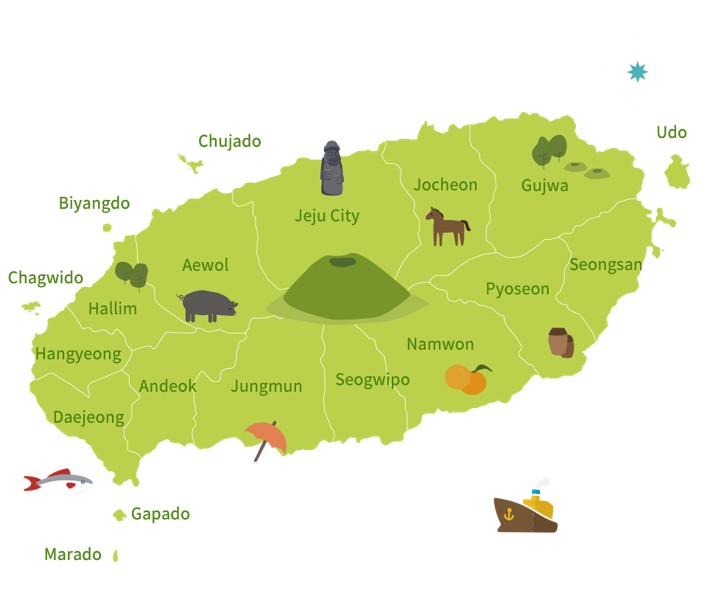 Udo
Chujado
Jocheon
Gujwa
Biyangdo
Jeju City
Aewol
Seongsan
Chagwido
Pyoseon
Hallim
Namwon
Hangyeong
Andeok
Jungmun
Seogwipo
Daejeong
Gapado
Marado